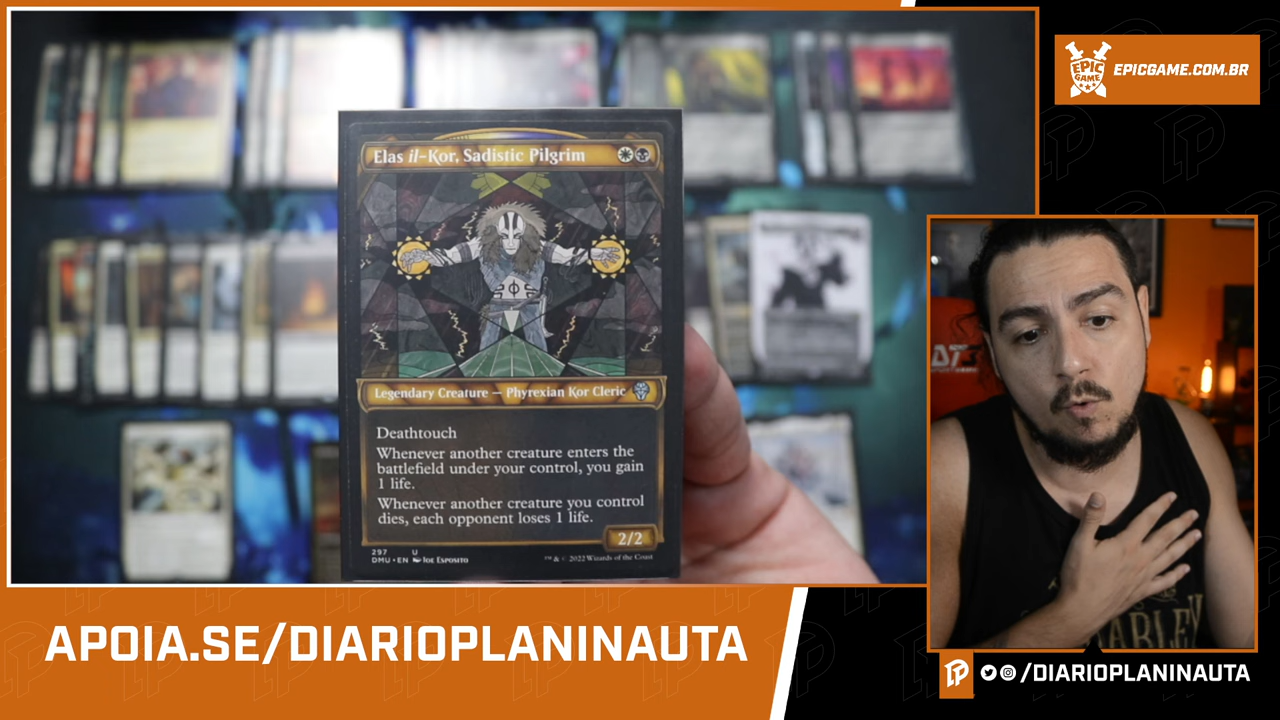 Elas il-Kor, Sadistic Pilgrim
Legendary Creature — Phyrexian Kor Cleric
Deathtouch
Whenever another creature enters the
battlefield under your control, you gain
1 life.
Whenever another creature you control
dies, each opponent loses 1 life.
2/2
297 U
DMU • EN Joe Esposito
™ & © 2022 Wizards of the Coast
EPIC
GAME
EPICGAME.COM.BR
APOIA.SE/DIARIOPLANINAUTA
/DIARIOPLANINAUTA